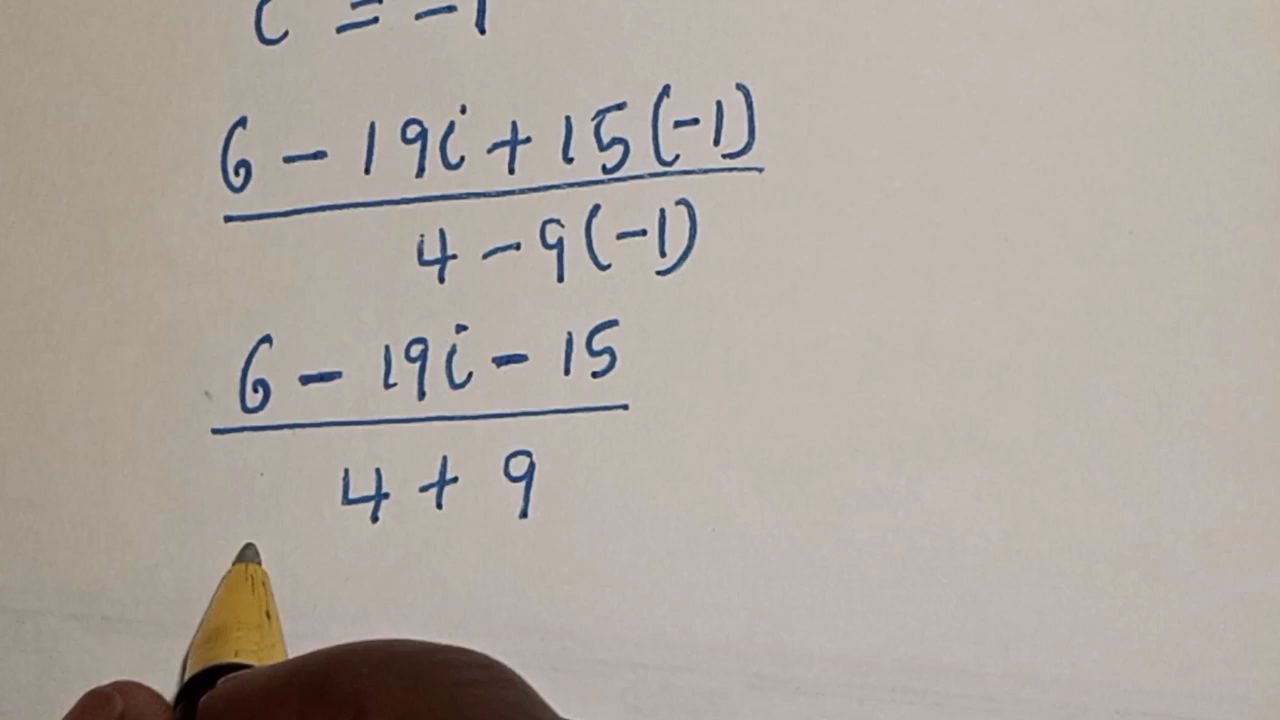 i = -1
6 - 19i + 15(-1)
4 - 9(-1)
6 - 19i - 15
4 + 9